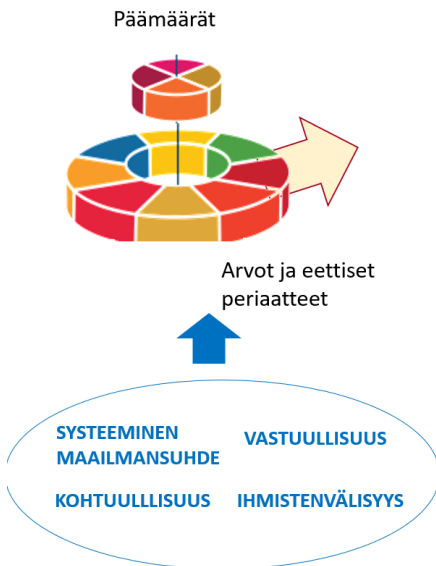 Päämäärät
Arvot ja eettiset
periaatteet
SYSTEEMINEN
MAAILMANSUHDE
VASTUULLISUUS
KOHTUULLLISUUS
IHMISTENVÄLISYYS